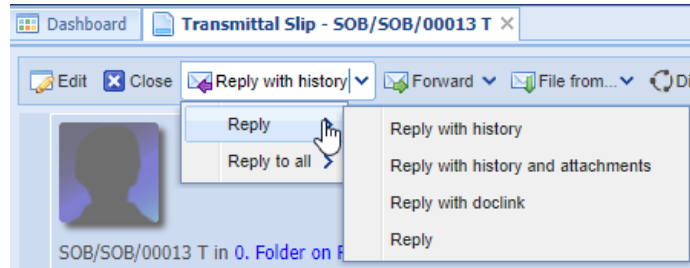 Dashboard Transmittal Slip - SOB/SOB/00013 T
Edit Close Reply with history Forward File from...
Reply
Reply to all
Reply with history
Reply with history and attachments
Reply with doclink
Reply
SOB/SOB/00013 T in 0. Folder on